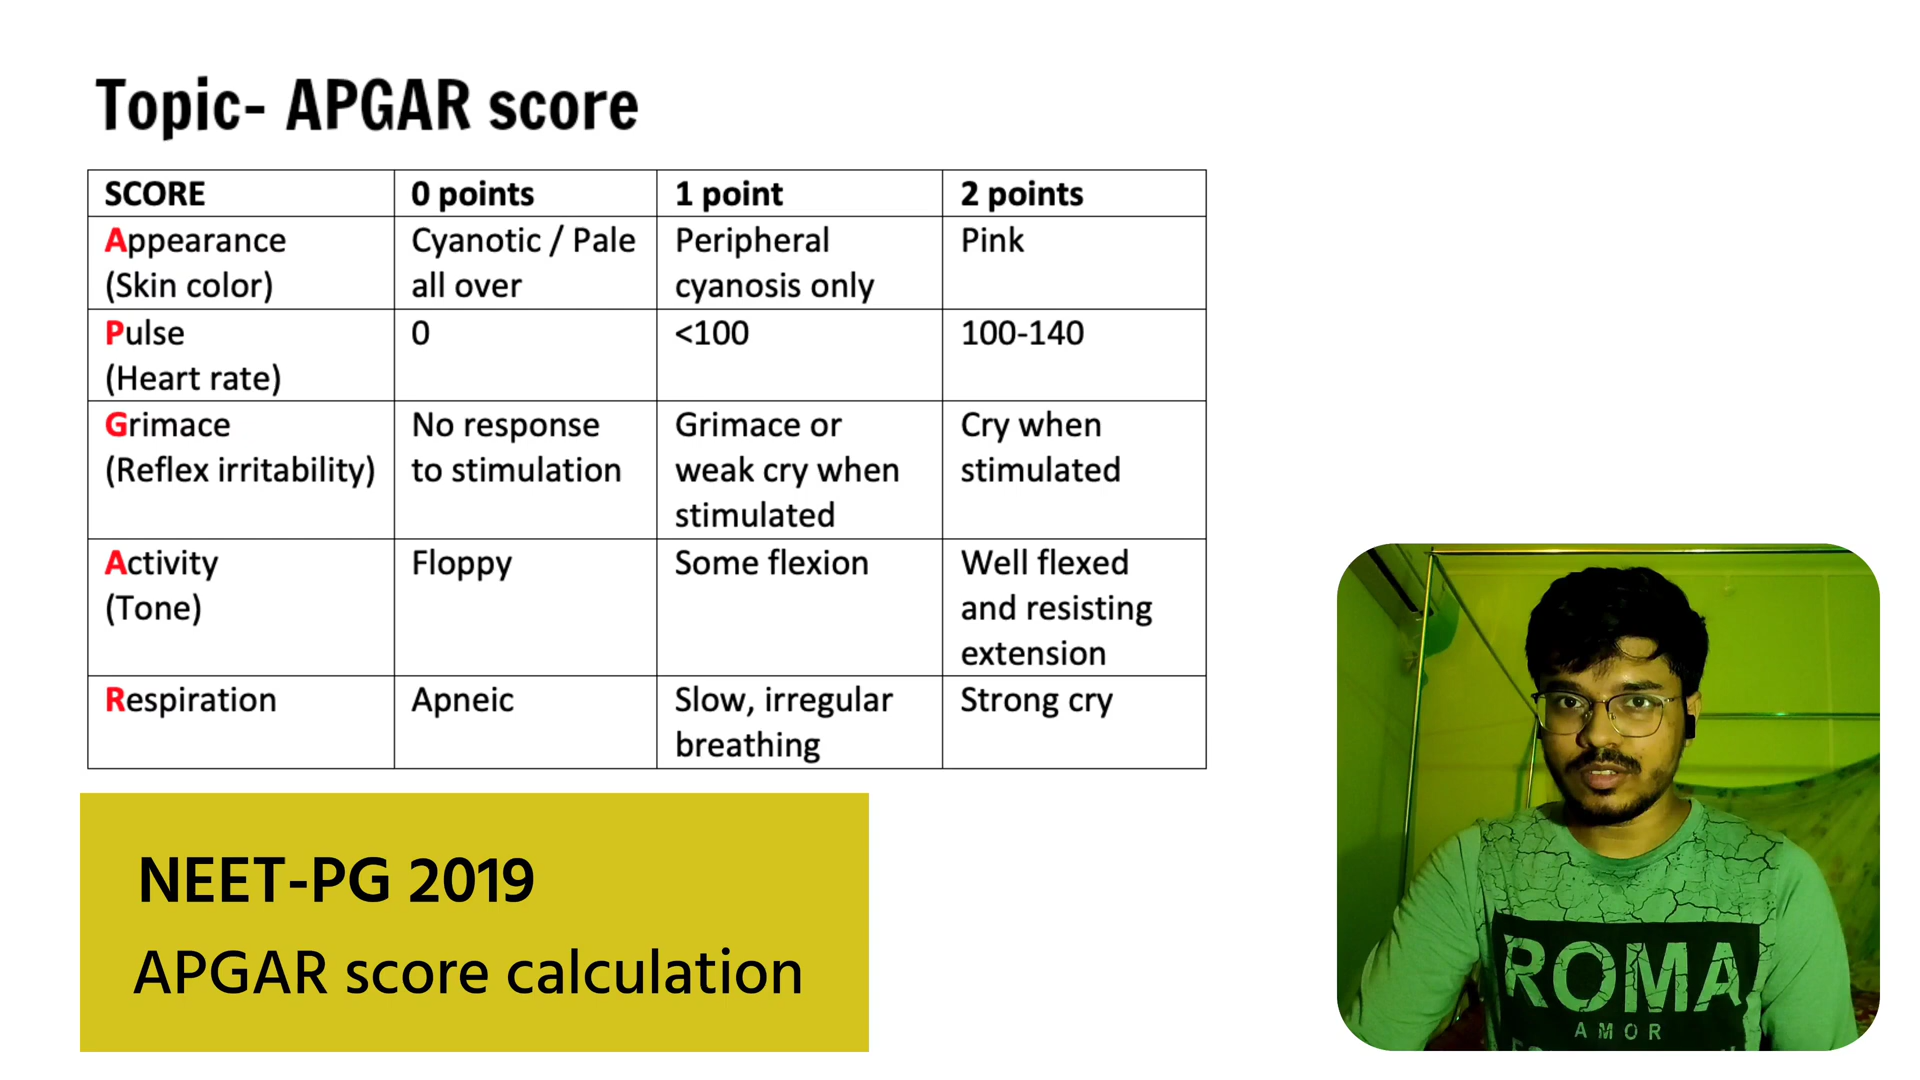 Topic- APGAR score
SCORE 0 points 1 point 2 points
Appearance Cyanotic / Pale Peripheral Pink
(Skin color) all over cyanosis only
Pulse 0 <100 100-140
(Heart rate)
Grimace No response Grimace or Cry when
(Reflex irritability) to stimulation weak cry when stimulated
stimulated
Activity Floppy Some flexion Well flexed
(Tone) and resisting
extension
Respiration Apneic Slow, irregular Strong cry
breathing
NEET-PG 2019
APGAR score calculation
ROMA
AMOR